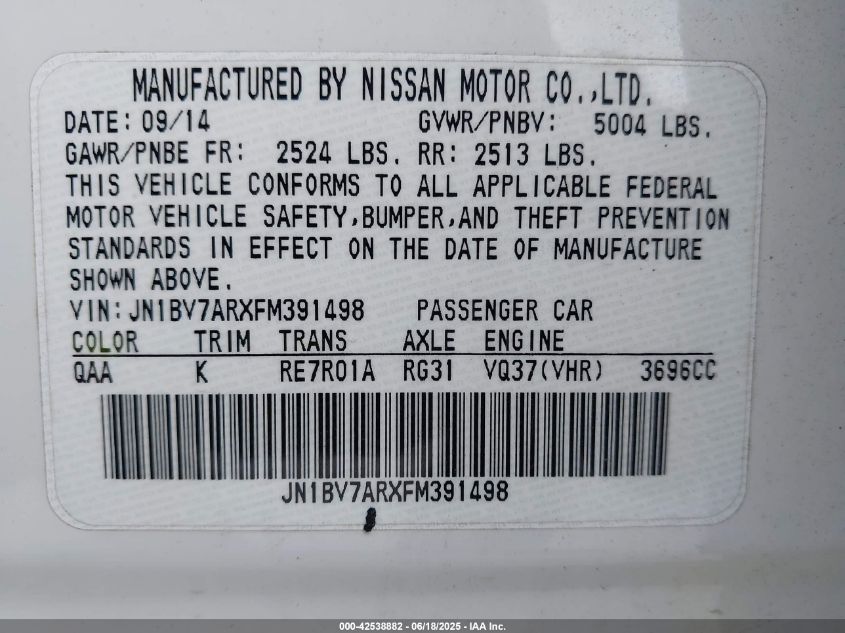 MANUFACTURED BY NISSAN MOTOR CO.,LTD.
DATE: 09/14 GVWR/PNBV: 5004 LBS.
GAWR/PNBE FR: 2524 LBS. RR: 2513 LBS.
THIS VEHICLE CONFORMS TO ALL APPLICABLE FEDERAL
MOTOR VEHICLE SAFETY,BUMPER,AND THEFT PREVENTION
STANDARDS IN EFFECT ON THE DATE OF MANUFACTURE
SHOWN ABOVE.
VIN:JN1BV7ARXFM391498 PASSENGER CAR
COLOR TRIM TRANS AXLE ENGINE
QAA K RE7R01A RG31 VQ37(VHR) 3696CC
JN1BV7ARXFM391498
000-42538882 - 06/18/2025 - IAA Inc.